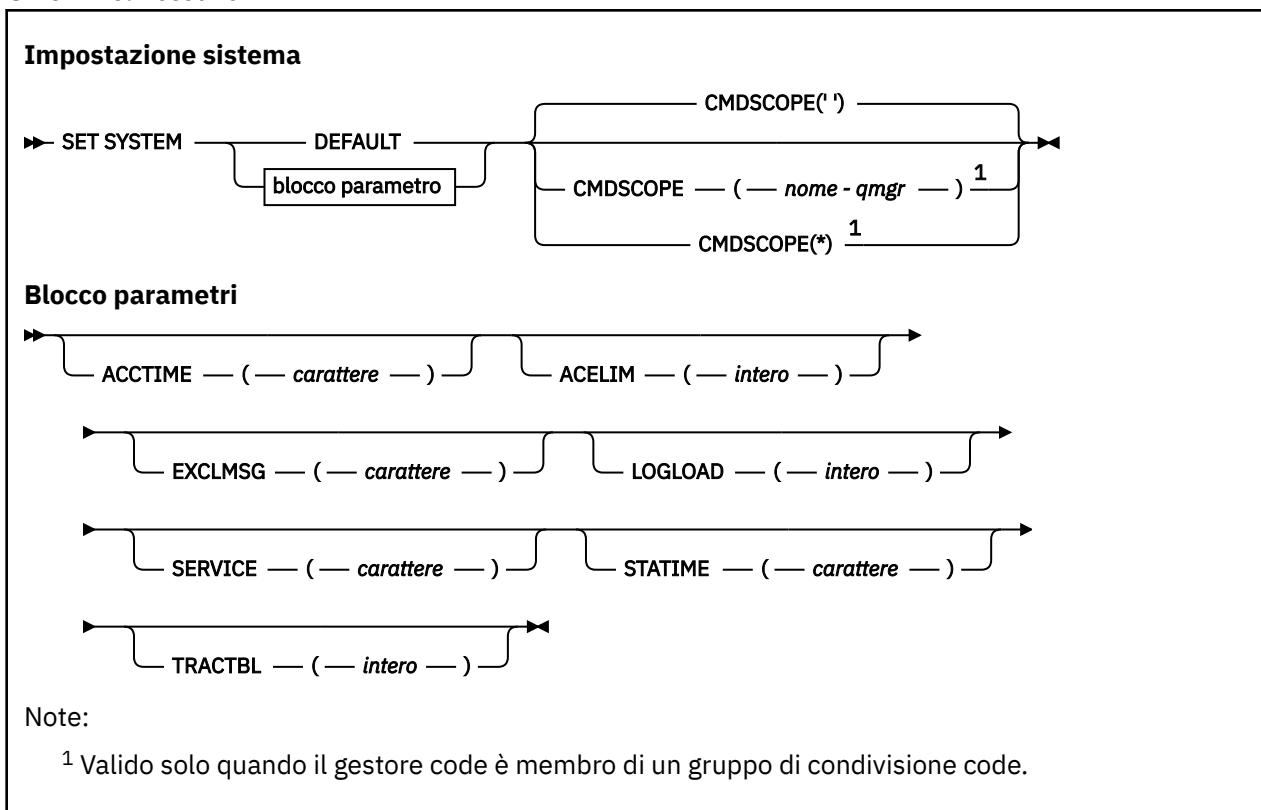 Impostazione sistema
CMDSCOPE(' ')
SET SYSTEM DEFAULT
blocco parametro
CMDSCOPE ( nome - qmgr ) 1
CMDSCOPE(*) 1
Blocco parametri
ACCTIME ( carattere ) ACELIM ( intero )
EXCLMSG ( carattere ) LOGLOAD ( intero )
SERVICE ( carattere ) STATIME ( carattere )
TRACTBL ( intero )
Note:
1 Valido solo quando il gestore code è membro di un gruppo di condivisione code.